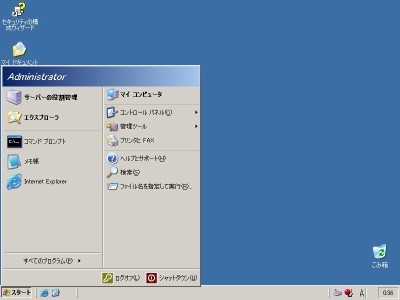 セキュリティの構
成ウィザード
マイ ドキュメント
Administrator
サーバーの役割管理
エクスプローラ
コマンド プロンプト
メモ帳
Internet Explorer
すべてのプログラム(P)
マイ コンピュータ
コントロール パネル(C)
管理ツール
プリンタと FAX
ヘルプとサポート(H)
検索(S)
ファイル名を指定して実行(R)...
ログオフ(L)
シャットダウン(U)
ごみ箱
スタート
A
0:36